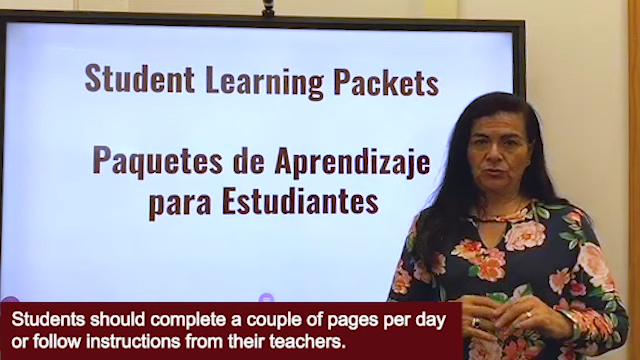 Student Learning Packets
Paquetes de Aprendizaje
para Estudiantes
Students should complete a couple of pages per day
or follow instructions from their teachers.